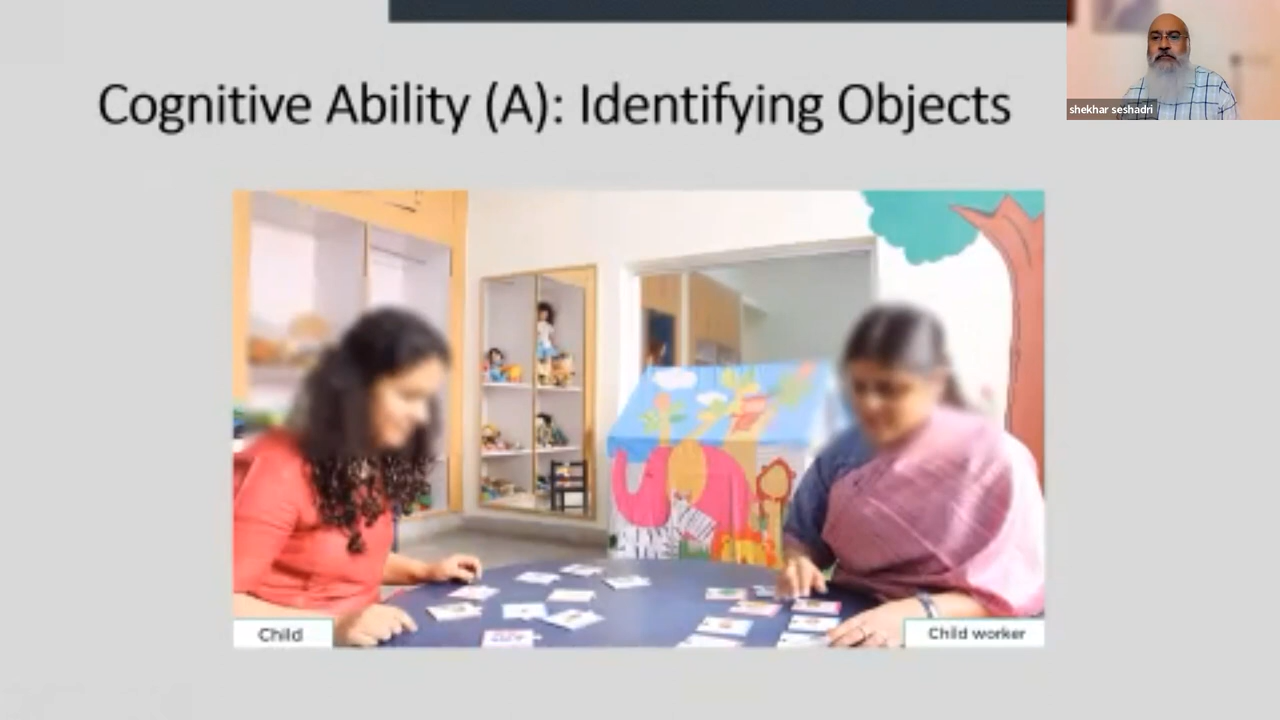 Cognitive Ability (A): Identifying Objects
shekhar seshadri
Child
Child worker